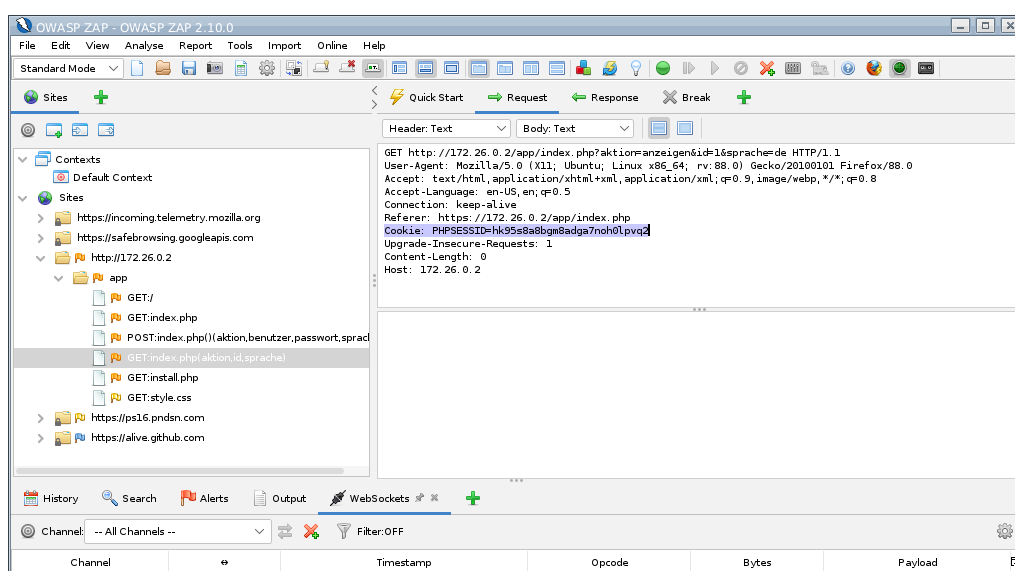 OWASP ZAP - OWASP ZAP 2.10.0
File Edit View Analyse Report Tools Import Online Help
Standard Mode
Sites
Quick Start Request Response Break
Header: Text Body: Text
Contexts
Default Context
Sites
https://incoming.telemetry.mozilla.org
https://safebrowsing.googleapis.com
http://172.26.0.2
app
GET:/
GET:index.php
POST:index.php()(aktion,benutzer,passwort,sprach
GET:index.php(aktion,id,sprache)
GET:install.php
GET:style.css
https://ps16.pndsn.com
https://alive.github.com
GET http://172.26.0.2/app/index.php?aktion=anzeigen&id=1&sprache=de HTTP/1.1
User-Agent: Mozilla/5.0 (X11; Ubuntu; Linux x86_64; rv:88.0) Gecko/20100101 Firefox/88.0
Accept: text/html,application/xhtml+xml,application/xml;q=0.9,image/webp,*/*;q=0.8
Accept-Language: en-US,en;q=0.5
Connection: keep-alive
Referer: https://172.26.0.2/app/index.php
Cookie: PHPSESSID=hk95s8a8bgm8adga7noh0lpvq2
Upgrade-Insecure-Requests: 1
Content-Length: 0
Host: 172.26.0.2
History Search Alerts Output WebSockets
Channel: -- All Channels -- Filter:OFF
Channel ↔ Timestamp Opcode Bytes Payload